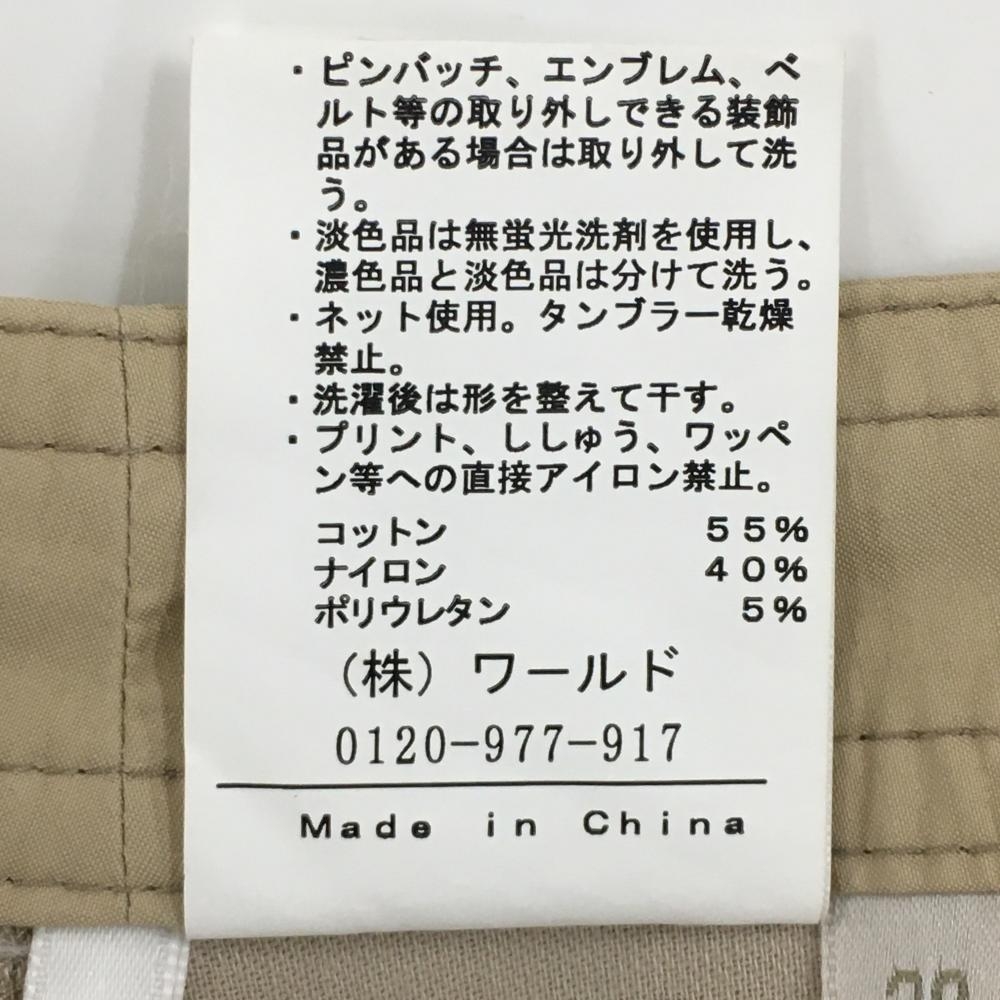 ・ピンバッチ、エンブレム、ベ
ルト等の取り外しできる装飾
品がある場合は取り外して洗
う。
・淡色品は無蛍光洗剤を使用し、
濃色品と淡色品は分けて洗う。
・ネット使用。タンブラー乾燥
禁止。
・洗濯後は形を整えて干す。
・プリント、ししゅう、ワッペ
ン等への直接アイロン禁止。
コットン　５５％
ナイロン　４０％
ポリウレタン　５％
（株）ワールド
0120-977-917
Made in China